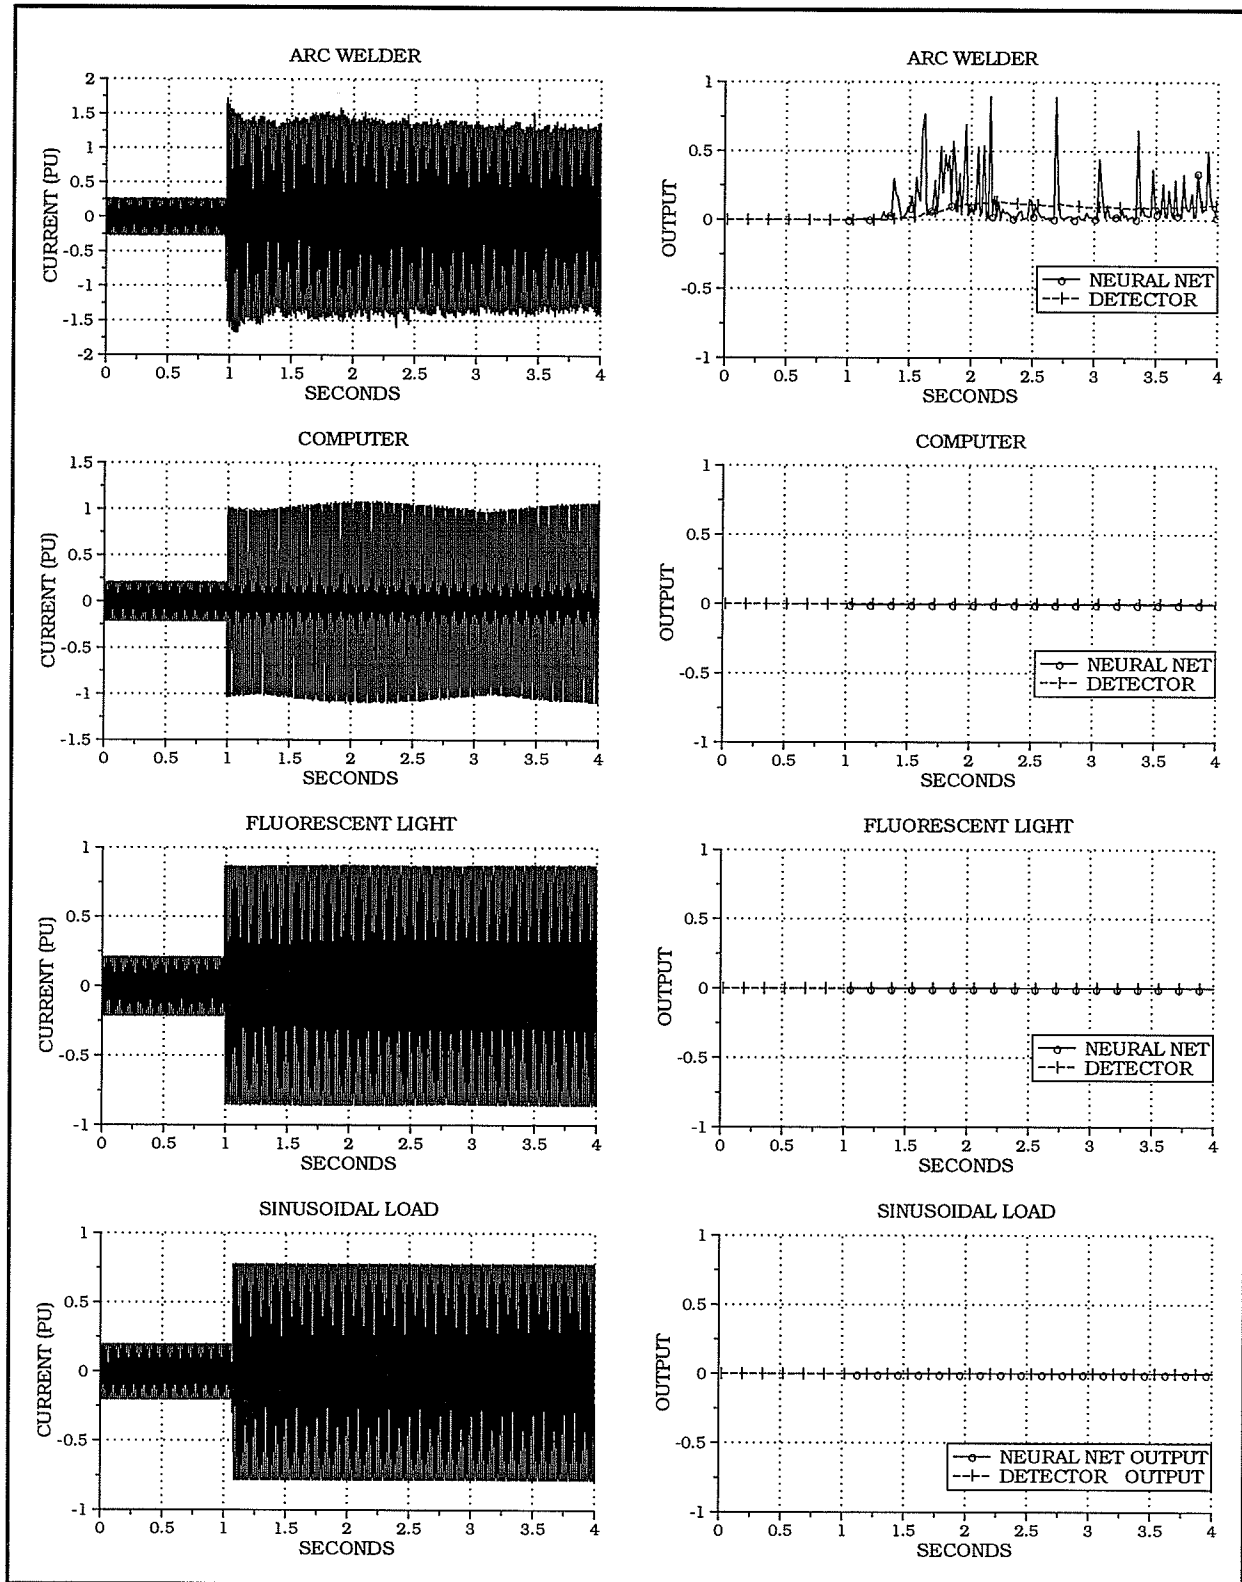 ARC WELDER
2
1.5
1
0.5
0
-0.5
-1
-1.5
-2
CURRENT (PU)
0 0.5 1 1.5 2 2.5 3 3.5 4
SECONDS
ARC WELDER
1
0.5
0
-0.5
-1
OUTPUT
NEURAL NET
DETECTOR
0 0.5 1 1.5 2 2.5 3 3.5 4
SECONDS
COMPUTER
1.5
1
0.5
0
-0.5
-1
-1.5
CURRENT (PU)
0 0.5 1 1.5 2 2.5 3 3.5 4
SECONDS
COMPUTER
1
0.5
0
-0.5
-1
OUTPUT
NEURAL NET
DETECTOR
0 0.5 1 1.5 2 2.5 3 3.5 4
SECONDS
FLUORESCENT LIGHT
1
0.5
0
-0.5
-1
CURRENT (PU)
0 0.5 1 1.5 2 2.5 3 3.5 4
SECONDS
FLUORESCENT LIGHT
1
0.5
0
-0.5
-1
OUTPUT
NEURAL NET
DETECTOR
0 0.5 1 1.5 2 2.5 3 3.5 4
SECONDS
SINUSOIDAL LOAD
1
0.5
0
-0.5
-1
CURRENT (PU)
0 0.5 1 1.5 2 2.5 3 3.5 4
SECONDS
SINUSOIDAL LOAD
1
0.5
0
-0.5
-1
OUTPUT
NEURAL NET OUTPUT
DETECTOR OUTPUT
0 0.5 1 1.5 2 2.5 3 3.5 4
SECONDS